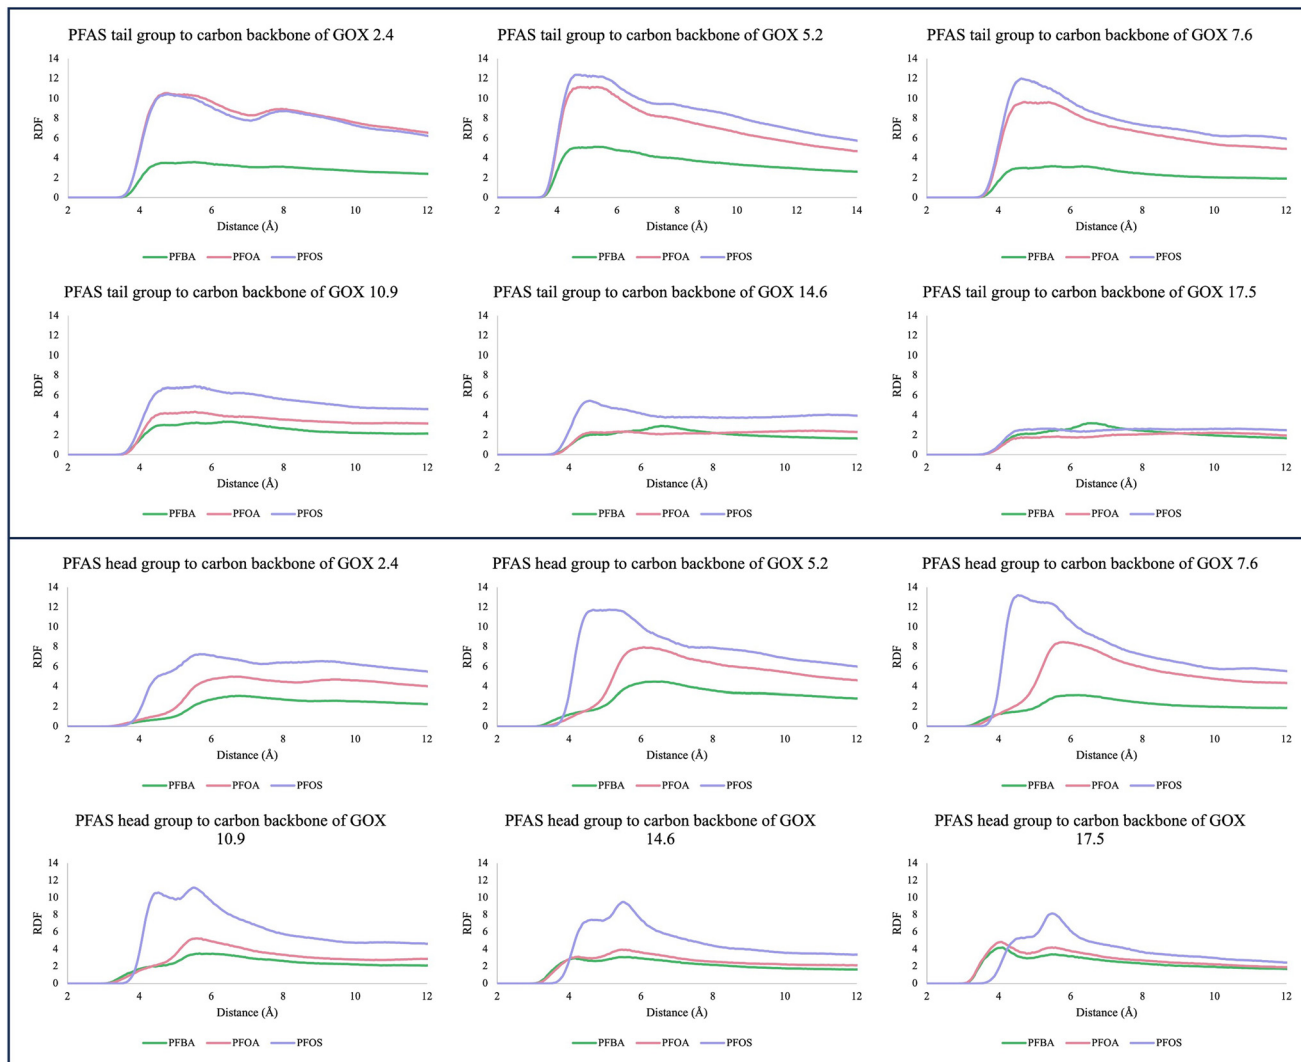 PFAS tail group to carbon backbone of GOX 2.4
14
12
10
8
6
4
2
0
RDF
2 4 6 8 10 12
Distance (Å)
PFBA PFOA PFOS
PFAS tail group to carbon backbone of GOX 5.2
14
12
10
8
6
4
2
0
RDF
2 4 6 8 10 12 14
Distance (Å)
PFBA PFOA PFOS
PFAS tail group to carbon backbone of GOX 7.6
14
12
10
8
6
4
2
0
RDF
2 4 6 8 10 12
Distance (Å)
PFBA PFOA PFOS
PFAS tail group to carbon backbone of GOX 10.9
14
12
10
8
6
4
2
0
RDF
2 4 6 8 10 12
Distance (Å)
PFBA PFOA PFOS
PFAS tail group to carbon backbone of GOX 14.6
14
12
10
8
6
4
2
0
RDF
2 4 6 8 10 12
Distance (Å)
PFBA PFOA PFOS
PFAS tail group to carbon backbone of GOX 17.5
14
12
10
8
6
4
2
0
RDF
2 4 6 8 10 12
Distance (Å)
PFBA PFOA PFOS
PFAS head group to carbon backbone of GOX 2.4
14
12
10
8
6
4
2
0
RDF
2 4 6 8 10 12
Distance (Å)
PFBA PFOA PFOS
PFAS head group to carbon backbone of GOX 5.2
14
12
10
8
6
4
2
0
RDF
2 4 6 8 10 12
Distance (Å)
PFBA PFOA PFOS
PFAS head group to carbon backbone of GOX 7.6
14
12
10
8
6
4
2
0
RDF
2 4 6 8 10 12
Distance (Å)
PFBA PFOA PFOS
PFAS head group to carbon backbone of GOX
10.9
14
12
10
8
6
4
2
0
RDF
2 4 6 8 10 12
Distance (Å)
PFBA PFOA PFOS
PFAS head group to carbon backbone of GOX
14.6
14
12
10
8
6
4
2
0
RDF
2 4 6 8 10 12
Distance (Å)
PFBA PFOA PFOS
PFAS head group to carbon backbone of GOX
17.5
14
12
10
8
6
4
2
0
RDF
2 4 6 8 10 12
Distance (Å)
PFBA PFOA PFOS